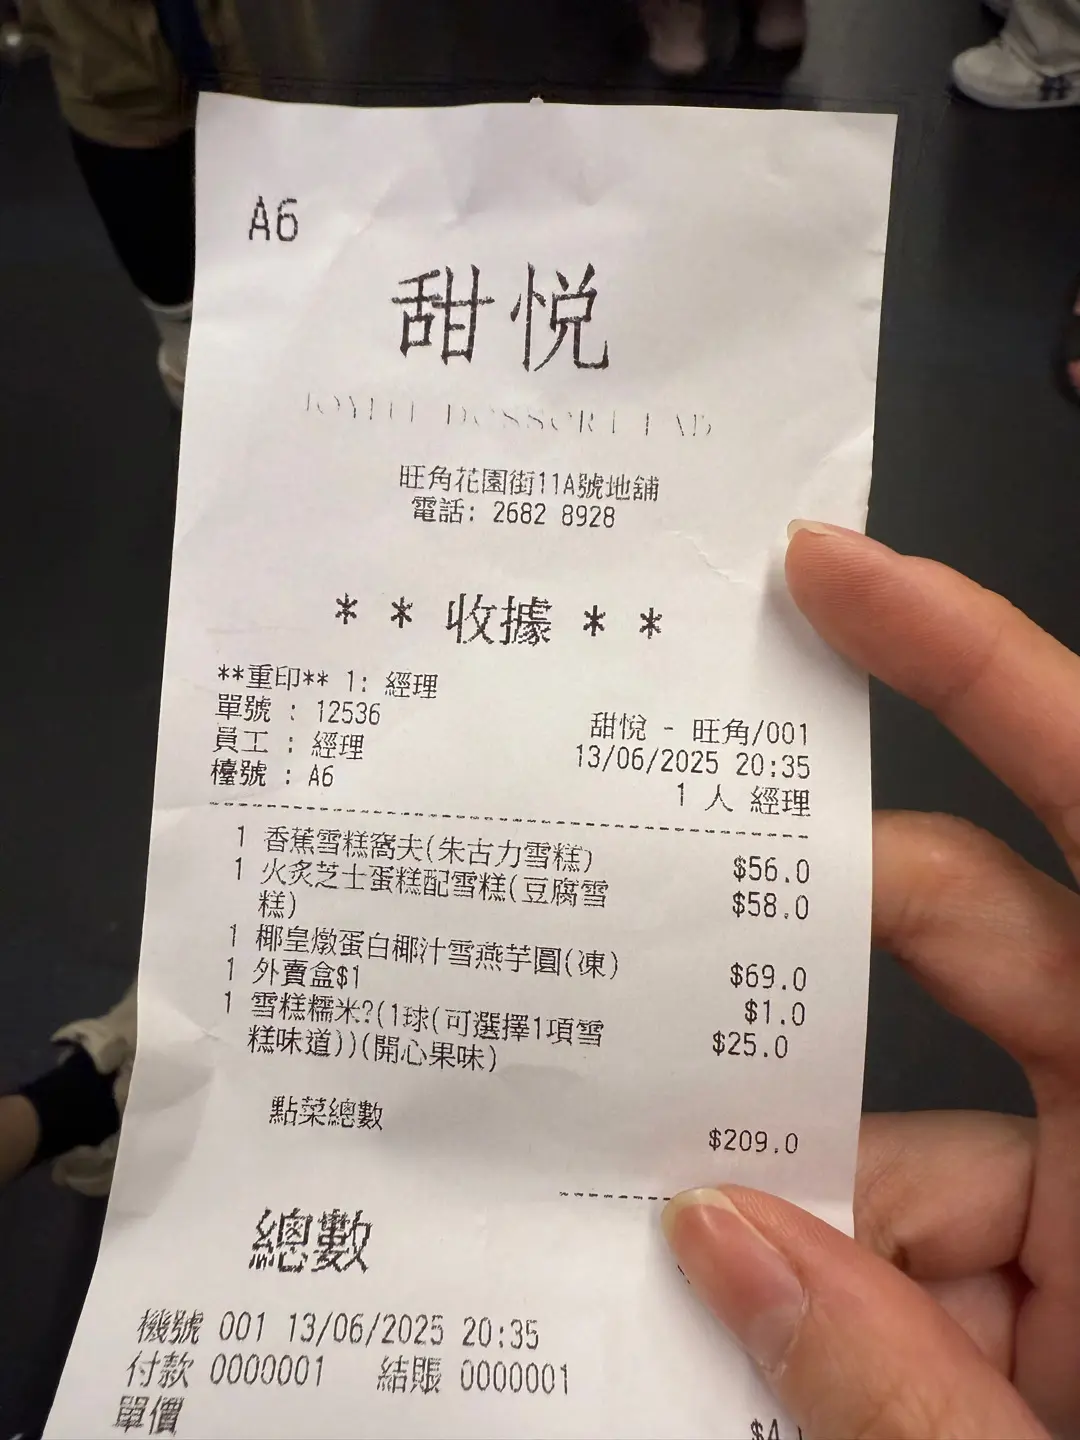 A6
甜悅
JOYFUL DESSERT LAB
旺角花園街11A號地舖
電話: 2682 8928
* * 收據 * *
**重印** 1: 經理
單號 : 12536
員工 : 經理
檯號 : A6
甜悅 - 旺角/001
13/06/2025 20:35
1 人 經理
1 香蕉雪糕窩夫(朱古力雪糕) $56.0
1 火炙芝士蛋糕配雪糕(豆腐雪 $58.0
糕)
1 椰皇燉蛋白椰汁雪燕芋圓(凍) $69.0
1 外賣盒$1 $1.0
1 雪糕糯米?(1球(可選擇1項雪 $25.0
糕味道))(開心果味)
點菜總數 $209.0
總數
機號 001 13/06/2025 20:35
付款 0000001 結賬 0000001
單價